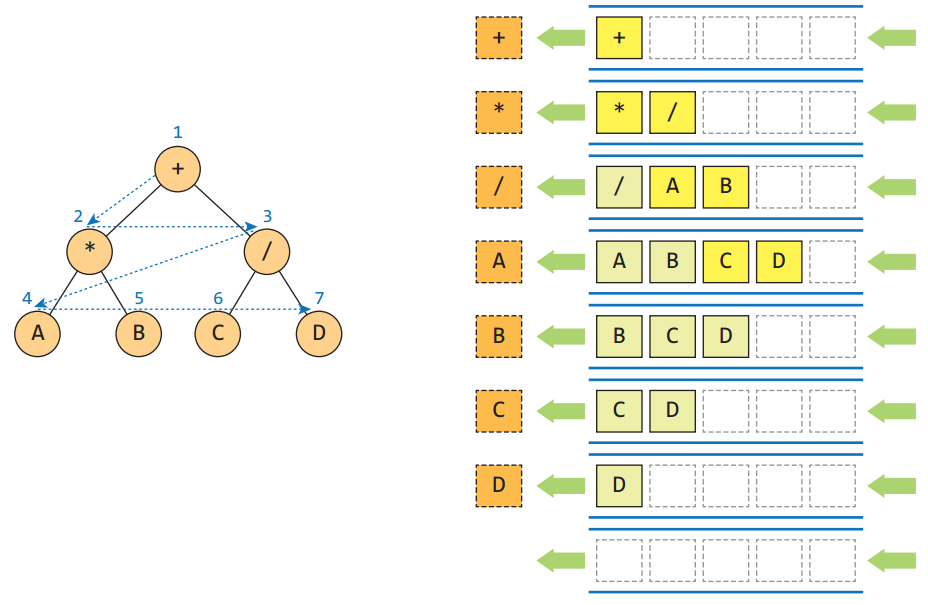 1
+
2 3
* /
4 5 6 7
A B C D
+ +
* * /
/ / A B
A A B C D
B B C D
C C D
D D